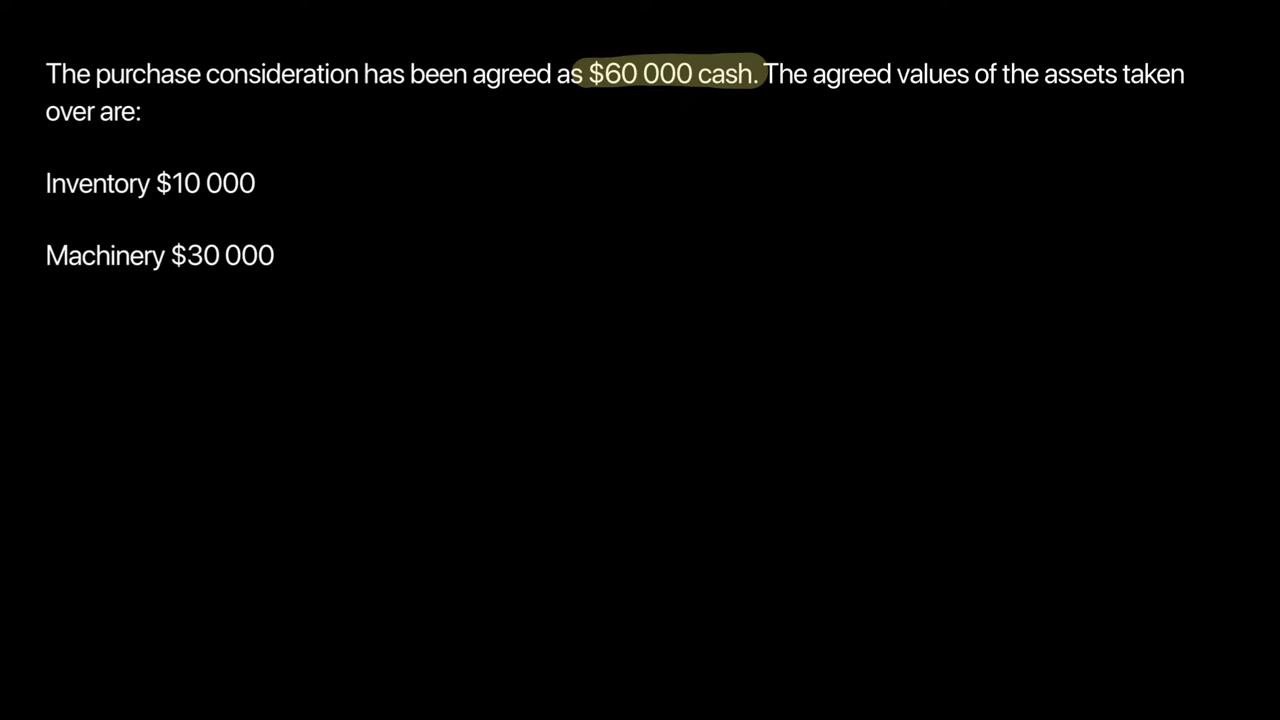 The purchase consideration has been agreed as $60 000 cash. The agreed values of the assets taken
over are:
Inventory $10 000
Machinery $30 000